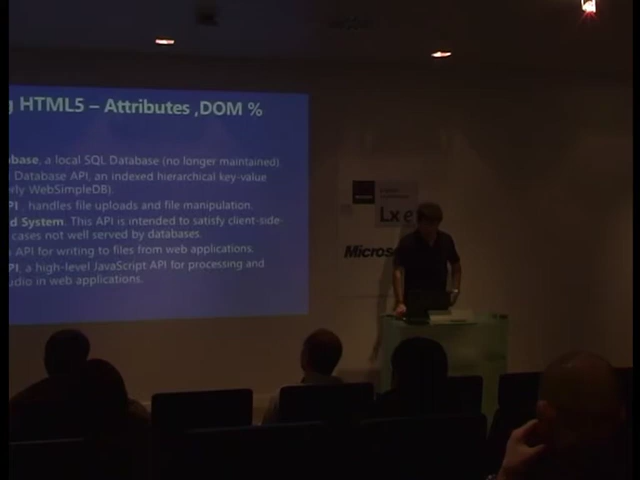 g HTML5 – Attributes ,DOM %
base, a local SQL Database (no longer maintained)
Database API, an indexed hierarchical key-value
rly WebSimpleDB).
PI , handles file uploads and file manipulation.
d System. This API is intended to satisfy client-side-
cases not well served by databases.
API for writing to files from web applications.
PI, a high-level JavaScript API for processing and
udio in web applications.
Lx e
Micros